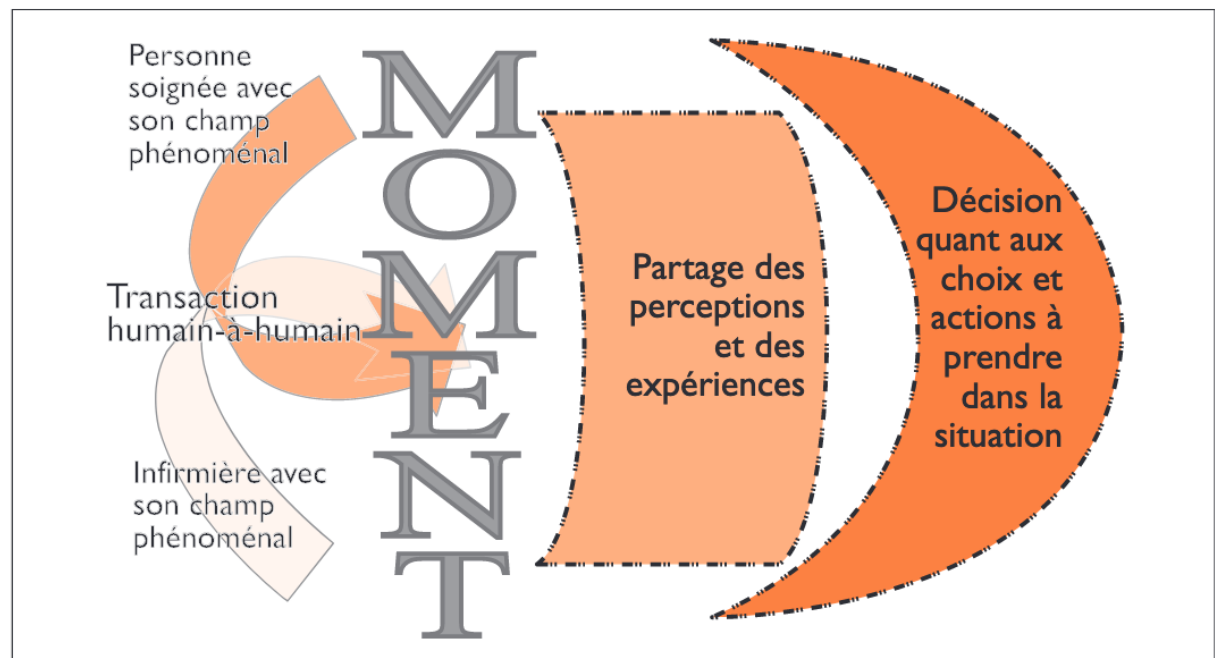 Personne
soignée avec
son champ
phénoménal
Transaction
humain-à-humain
Infirmière avec
son champ
phénoménal
MOMENT
Partage des
perceptions
et des
expériences
Décision
quant aux
choix et
actions à
prendre
dans la
situation